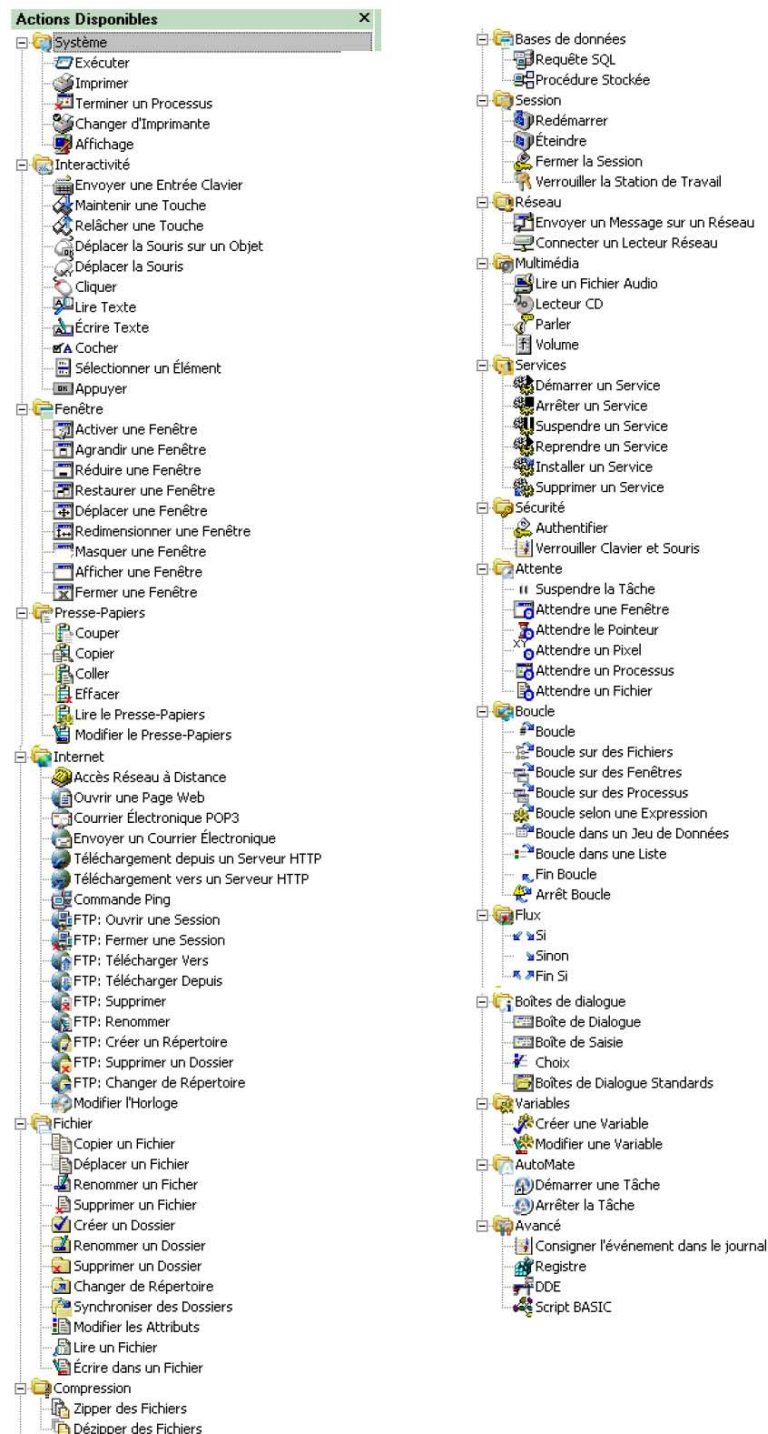 Actions Disponibles
Système
Exécuter
Imprimer
Terminer un Processus
Changer d'Imprimante
Affichage
Interactivité
Envoyer une Entrée Clavier
Maintenir une Touche
Relâcher une Touche
Déplacer la Souris sur un Objet
Déplacer la Souris
Cliquer
Lire Texte
Écrire Texte
Cocher
Sélectionner un Élément
Appuyer
Fenêtre
Activer une Fenêtre
Agrandir une Fenêtre
Réduire une Fenêtre
Restaurer une Fenêtre
Déplacer une Fenêtre
Redimensionner une Fenêtre
Masquer une Fenêtre
Afficher une Fenêtre
Fermer une Fenêtre
Presse-Papiers
Couper
Copier
Coller
Effacer
Lire le Presse-Papiers
Modifier le Presse-Papiers
Internet
Accès Réseau à Distance
Ouvrir une Page Web
Courrier Électronique POP3
Envoyer un Courrier Électronique
Téléchargement depuis un Serveur HTTP
Téléchargement vers un Serveur HTTP
Commande Ping
FTP: Ouvrir une Session
FTP: Fermer une Session
FTP: Télécharger Vers
FTP: Télécharger Depuis
FTP: Supprimer
FTP: Renommer
FTP: Créer un Répertoire
FTP: Supprimer un Dossier
FTP: Changer de Répertoire
Modifier l'Horloge
Fichier
Copier un Fichier
Déplacer un Fichier
Renommer un Ficher
Supprimer un Fichier
Créer un Dossier
Renommer un Dossier
Supprimer un Dossier
Changer de Répertoire
Synchroniser des Dossiers
Modifier les Attributs
Lire un Fichier
Écrire dans un Fichier
Compression
Zipper des Fichiers
Dézipper des Fichiers
Bases de données
Requête SQL
Procédure Stockée
Session
Redémarrer
Éteindre
Fermer la Session
Verrouiller la Station de Travail
Réseau
Envoyer un Message sur un Réseau
Connecter un Lecteur Réseau
Multimédia
Lire un Fichier Audio
Lecteur CD
Parler
Volume
Services
Démarrer un Service
Arrêter un Service
Suspendre un Service
Reprendre un Service
Installer un Service
Supprimer un Service
Sécurité
Authentifier
Verrouiller Clavier et Souris
Attente
Suspendre la Tâche
Attendre une Fenêtre
Attendre le Pointeur
Attendre un Pixel
Attendre un Processus
Attendre un Fichier
Boucle
Boucle
Boucle sur des Fichiers
Boucle sur des Fenêtres
Boucle sur des Processus
Boucle selon une Expression
Boucle dans un Jeu de Données
Boucle dans une Liste
Fin Boucle
Arrêt Boucle
Flux
Si
Sinon
Fin Si
Boîtes de dialogue
Boîte de Dialogue
Boîte de Saisie
Choix
Boîtes de Dialogue Standards
Variables
Créer une Variable
Modifier une Variable
AutoMate
Démarrer une Tâche
Arrêter la Tâche
Avancé
Consigner l'événement dans le journal
Registre
DDE
Script BASIC